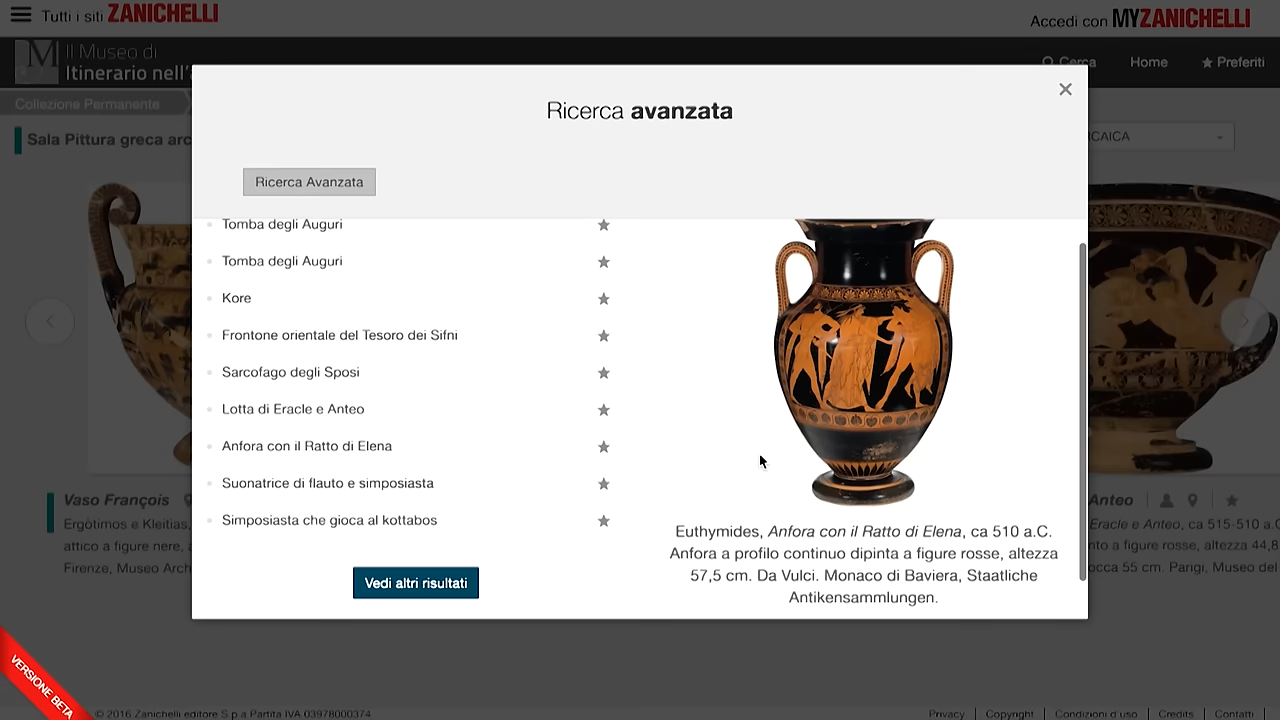 Tutti i siti ZANICHELLI
Accedi con MYZANICHELLI
M
Il Museo di
Itinerario nell'
Cerca
Home
Preferiti
Collezione Permanente
Sala Pittura greca arc
CAICA
Ricerca avanzata
Ricerca Avanzata
Tomba degli Auguri
Tomba degli Auguri
Kore
Frontone orientale del Tesoro dei Sifni
Sarcofago degli Sposi
Lotta di Eracle e Anteo
Anfora con il Ratto di Elena
Suonatrice di flauto e simposiasta
Simposiasta che gioca al kottabos
Vedi altri risultati
Euthymides, Anfora con il Ratto di Elena, ca 510 a.C.
Anfora a profilo continuo dipinta a figure rosse, altezza
57,5 cm. Da Vulci. Monaco di Baviera, Staatliche
Antikensammlungen.
Vaso François
Ergòtimos e Kleitias,
attico a figure nere,
Firenze, Museo Arch
Anteo
Eracle e Anteo, ca 515-510 a.C
nto a figure rosse, altezza 44,8
occa 55 cm. Parigi, Museo del
VERSIONE BETA
© 2016 Zanichelli editore S.p.a Partita IVA 03978000374
Privacy
Copyright
Condizioni d'uso
Credits
Contatti